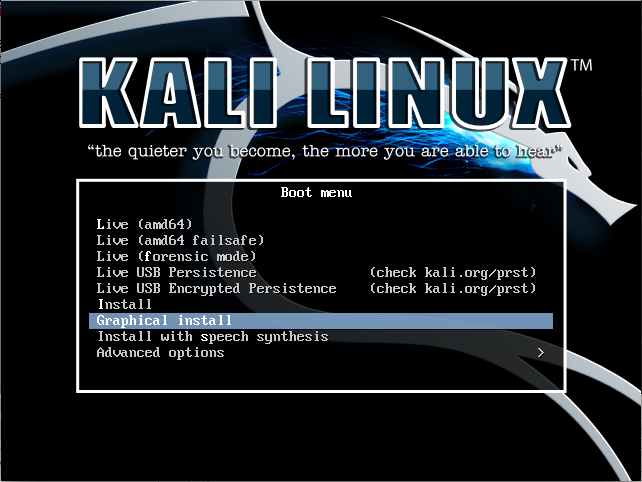 KALI LINUX™
“the quieter you become, the more you are able to hear”
Boot menu
Live (amd64)
Live (amd64 failsafe)
Live (forensic mode)
Live USB Persistence (check kali.org/prst)
Live USB Encrypted Persistence (check kali.org/prst)
Install
Graphical install
Install with speech synthesis
Advanced options >